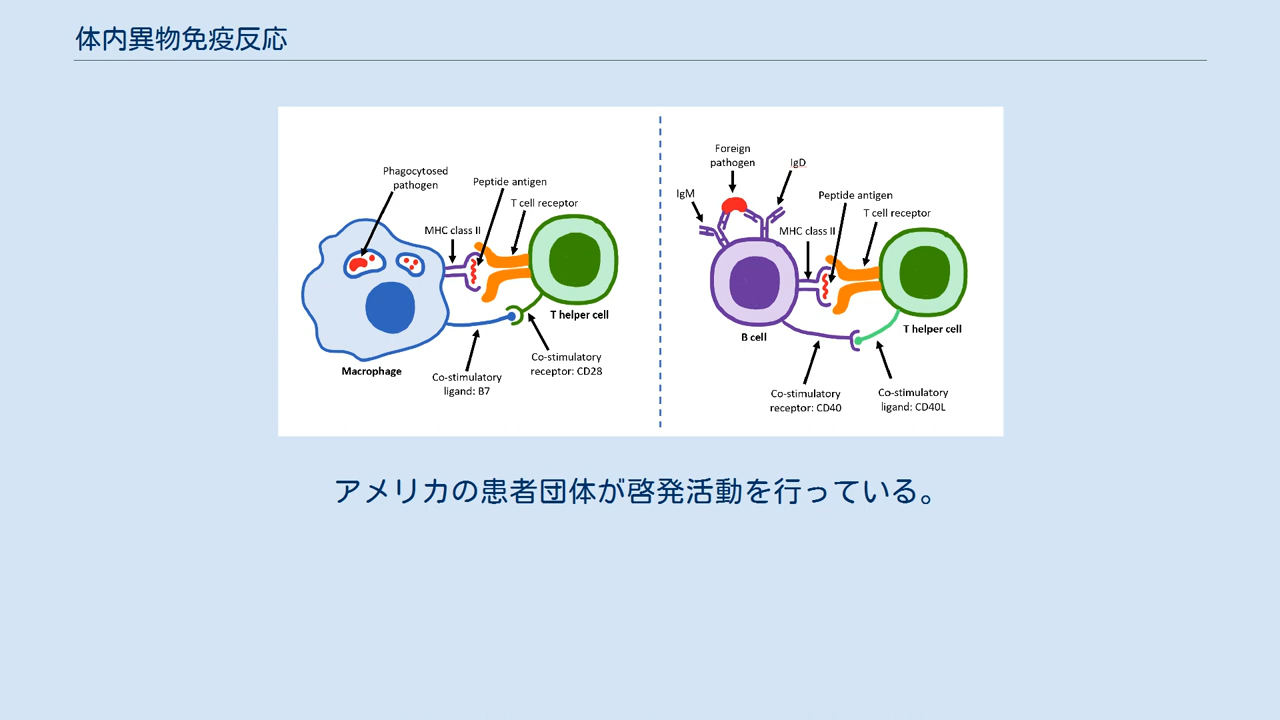 体内異物免疫反応
Phagocytosed
pathogen
Peptide antigen
T cell receptor
MHC class II
T helper cell
Macrophage
Co-stimulatory
ligand: B7
Co-stimulatory
receptor: CD28
Foreign
pathogen
IgD
IgM
Peptide antigen
T cell receptor
MHC class II
T helper cell
B cell
Co-stimulatory
receptor: CD40
Co-stimulatory
ligand: CD40L
アメリカの患者団体が啓発活動を行っている。